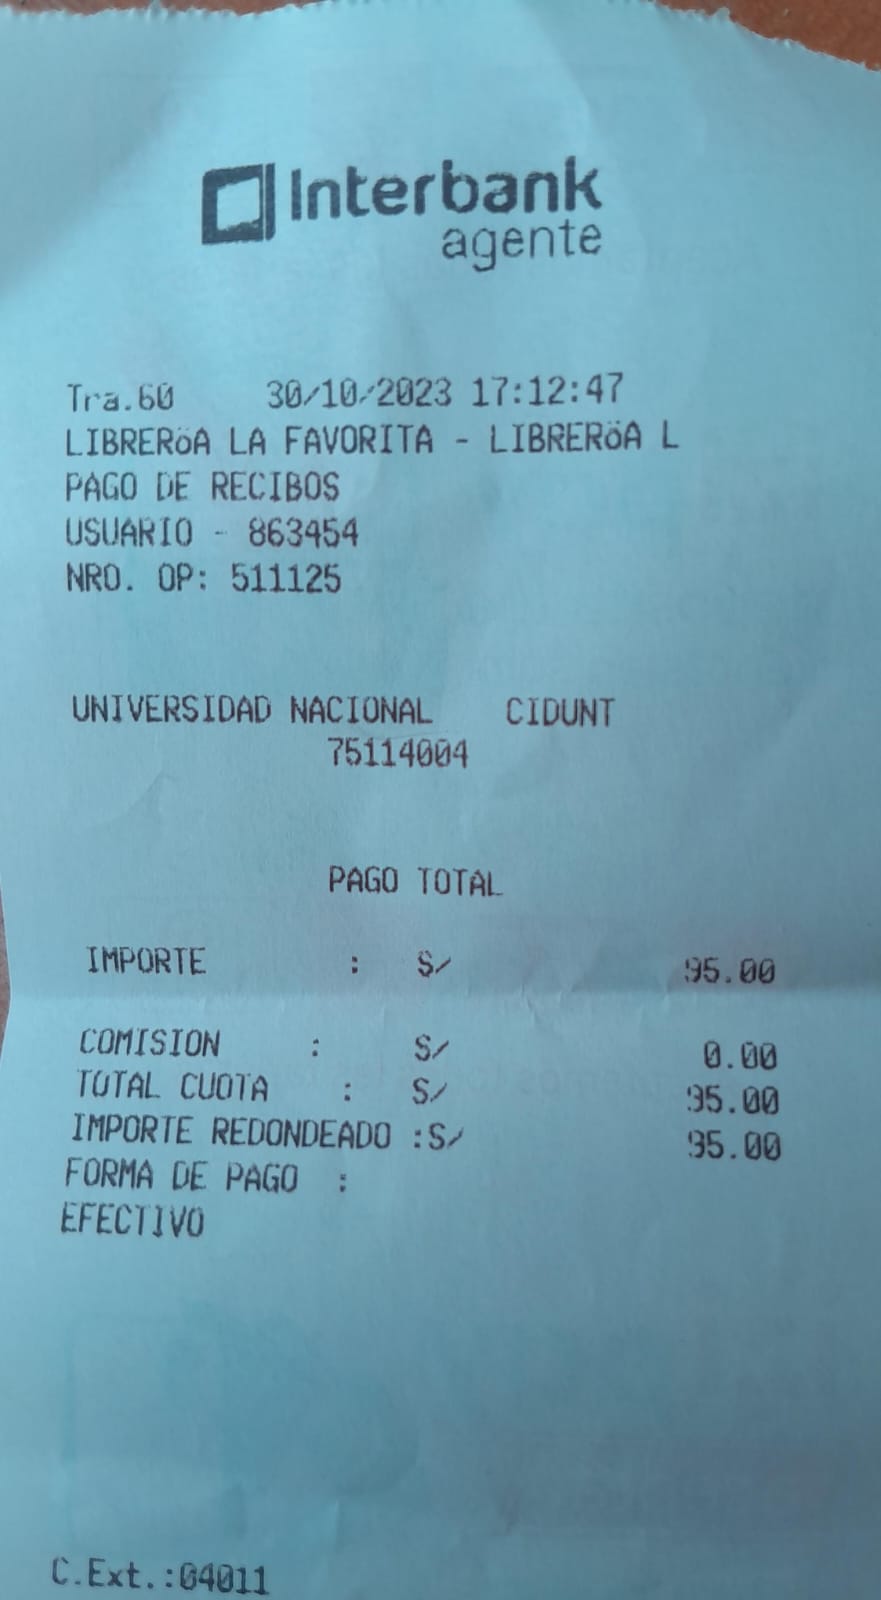 Interbank
agente
Tra.60 30/10/2023 17:12:47
LIBRERöA LA FAVORITA - LIBRERöA L
PAGO DE RECIBOS
USUARIO - 863454
NRO. OP: 511125
UNIVERSIDAD NACIONAL CIDUNT
75114004
PAGO TOTAL
IMPORTE : S/ 95.00
COMISION : S/ 0.00
TOTAL CUOTA : S/ 95.00
IMPORTE REDONDEADO :S/ 95.00
FORMA DE PAGO :
EFECTIVO
C.Ext.:04011